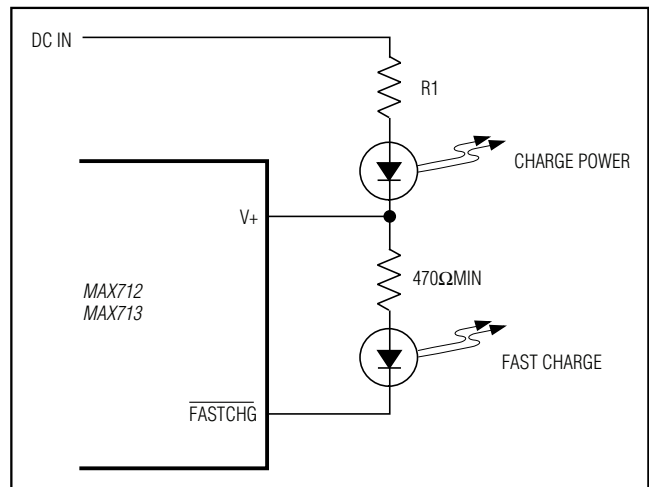 DC IN
R1
CHARGE POWER
V+
470ΩMIN
MAX712
MAX713
FAST CHARGE
FASTCHG